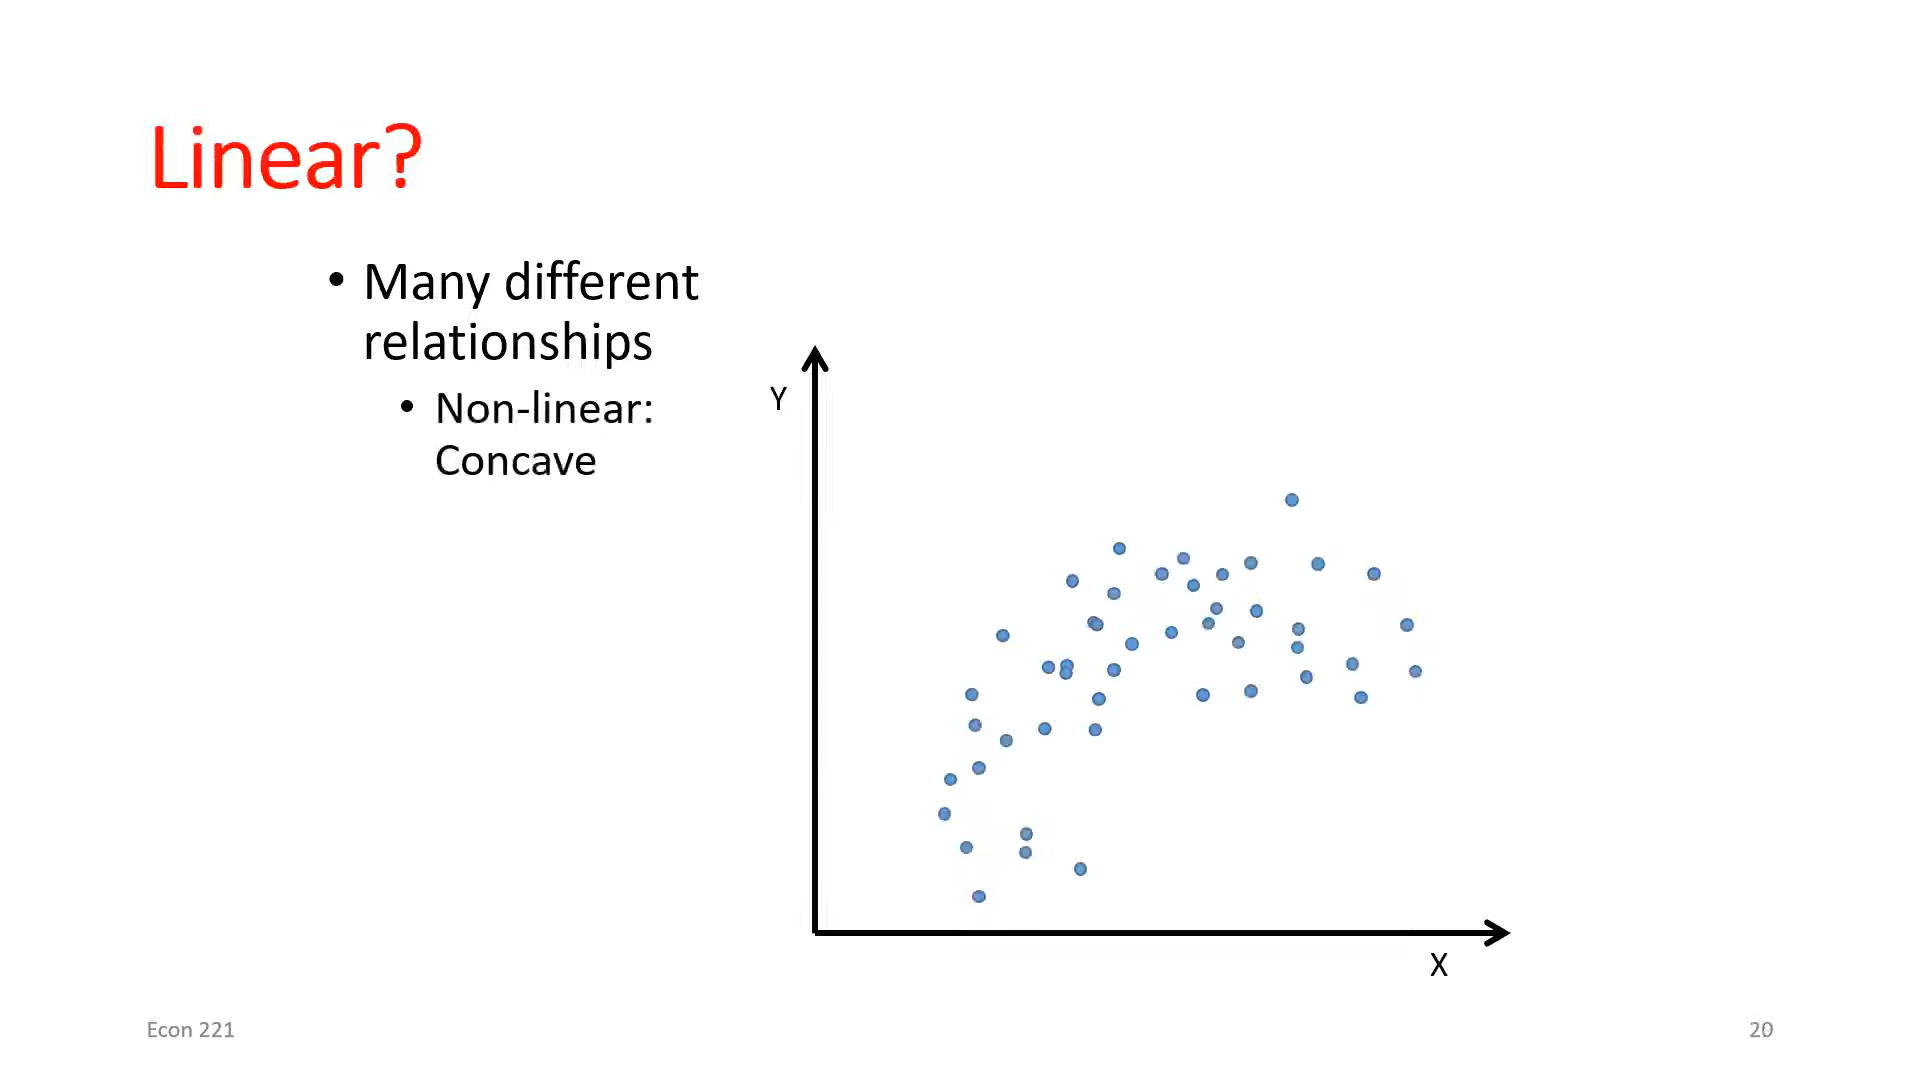 Linear?
• Many different
relationships
• Non-linear:
Concave
Y
X
Econ 221
20